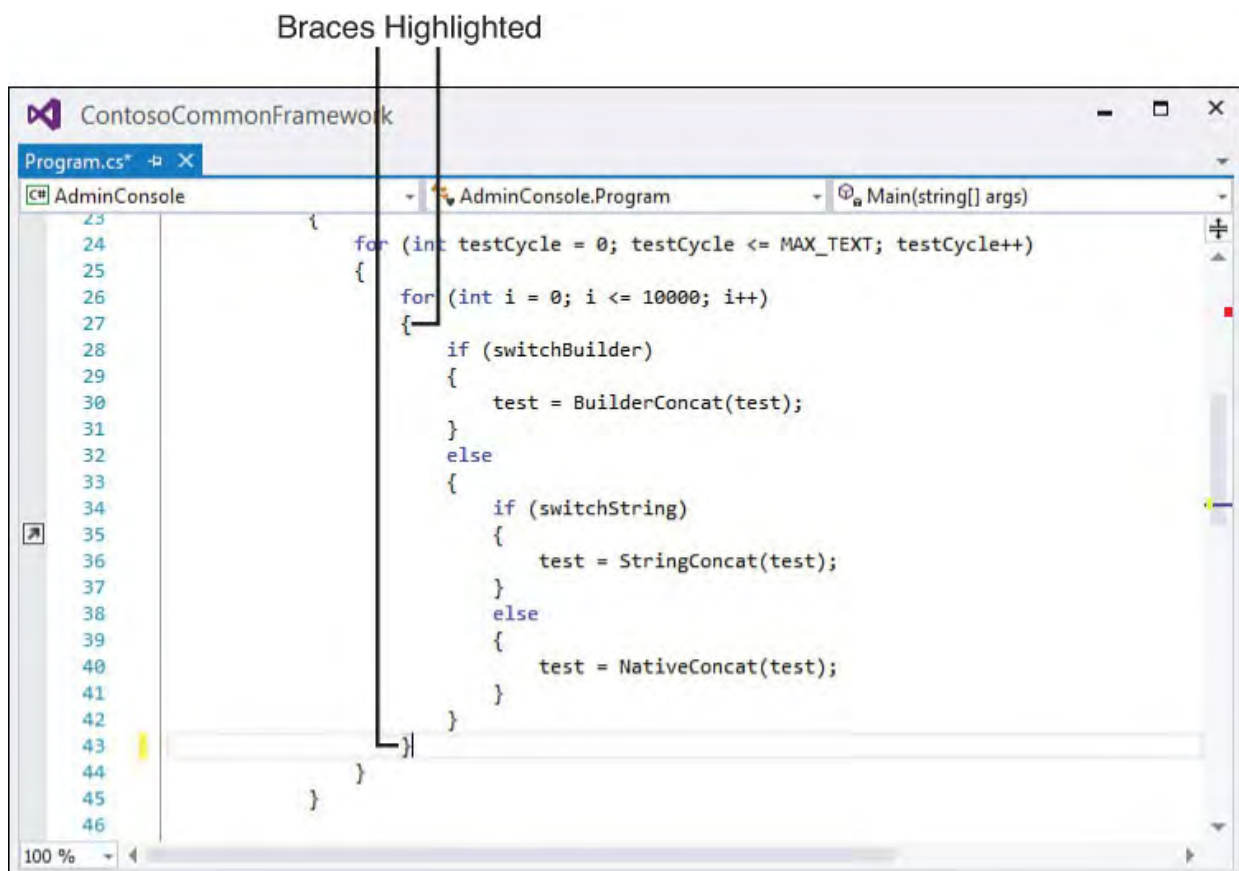 Braces Highlighted
ContosoCommonFramework
Program.cs*
C# AdminConsole AdminConsole.Program Main(string[] args)
23 {
24 for (int testCycle = 0; testCycle <= MAX_TEXT; testCycle++)
25 {
26 for (int i = 0; i <= 10000; i++)
27 {
28 if (switchBuilder)
29 {
30 test = BuilderConcat(test);
31 }
32 else
33 {
34 if (switchString)
35 {
36 test = StringConcat(test);
37 }
38 else
39 {
40 test = NativeConcat(test);
41 }
42 }
43 }
44 }
45 }
46
100 %